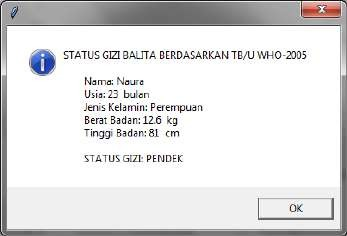 STATUS GIZI BALITA BERDASARKAN TB/U WHO-2005
Nama: Naura
Usia: 23 bulan
Jenis Kelamin: Perempuan
Berat Badan: 12.6 kg
Tinggi Badan: 81 cm
STATUS GIZI: PENDEK
OK